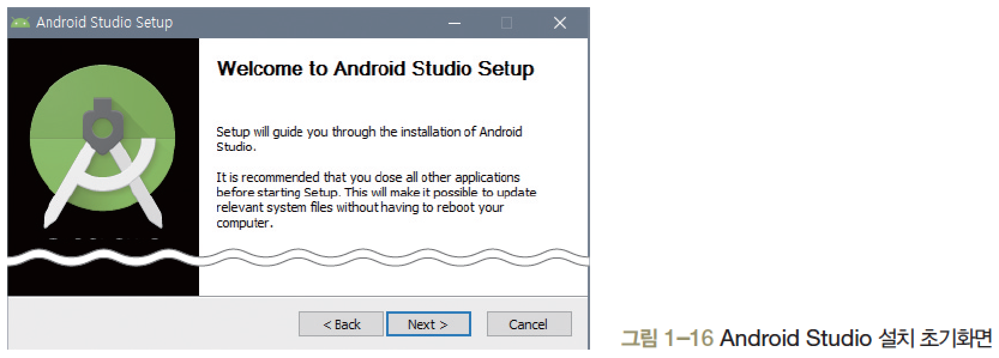 Android Studio Setup
Welcome to Android Studio Setup
Setup will guide you through the installation of Android
Studio.
It is recommended that you close all other applications
before starting Setup. This will make it possible to update
relevant system files without having to reboot your
computer.
< Back Next > Cancel
그림 1-16 Android Studio 설치 초기화면